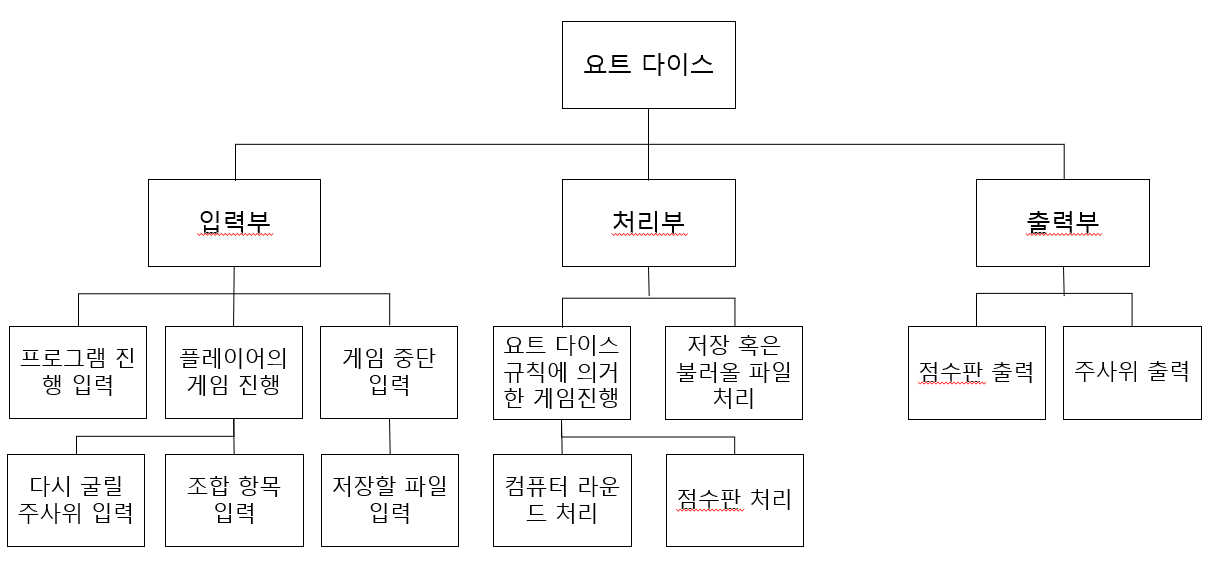 요트 다이스
입력부
처리부
출력부
프로그램 진
행 입력
플레이어의
게임 진행
게임 중단
입력
요트 다이스
규칙에 의거
한 게임진행
저장 혹은
불러올 파일
처리
점수판 출력
주사위 출력
다시 굴릴
주사위 입력
조합 항목
입력
저장할 파일
입력
컴퓨터 라운
드 처리
점수판 처리